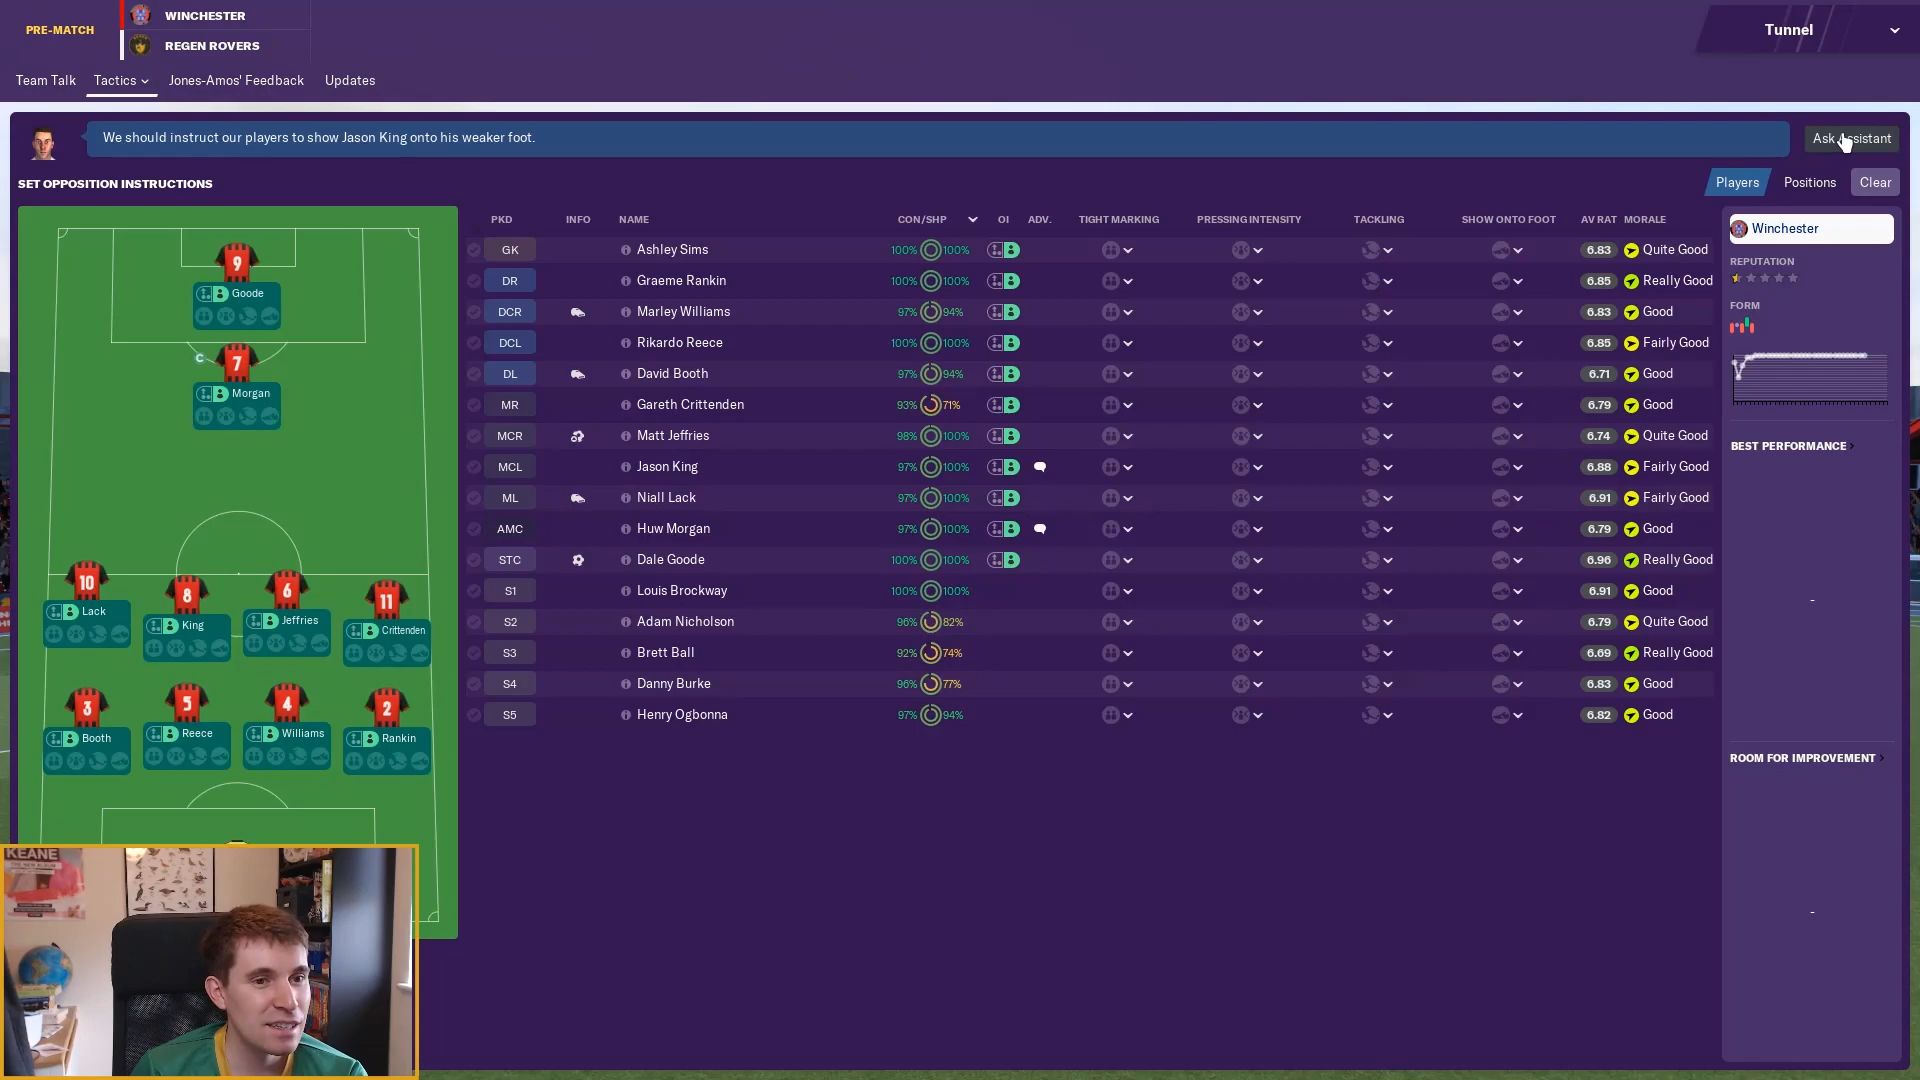 PRE-MATCH
WINCHESTER
REGEN ROVERS
Tunnel
Team Talk
Tactics
Jones-Amos' Feedback
Updates
We should instruct our players to show Jason King onto his weaker foot.
SET OPPOSITION INSTRUCTIONS
Players
Positions
Clear
PKD INFO NAME CON/SHP OI ADV. TIGHT MARKING PRESSING INTENSITY TACKLING SHOW ONTO FOOT AV RAT MORALE
GK Ashley Sims 100% 100% 6.83 Quite Good
DR Graeme Rankin 100% 100% 6.85 Really Good
DCR Marley Williams 97% 94% 6.83 Good
DCL Rikardo Reece 100% 100% 6.85 Fairly Good
DL David Booth 97% 94% 6.71 Good
MR Gareth Crittenden 93% 71% 6.79 Good
MCR Matt Jeffries 98% 100% 6.74 Quite Good
MCL Jason King 97% 100% 6.88 Fairly Good
ML Niall Lack 97% 100% 6.91 Fairly Good
AMC Huw Morgan 97% 100% 6.79 Good
STC Dale Goode 100% 100% 6.96 Really Good
S1 Louis Brockway 100% 100% 6.91 Good
S2 Adam Nicholson 96% 82% 6.79 Quite Good
S3 Brett Ball 92% 74% 6.69 Really Good
S4 Danny Burke 96% 77% 6.83 Good
S5 Henry Ogbonna 97% 94% 6.82 Good
9
Goode
C
7
Morgan
10
8
6
11
Lack
King
Jeffries
Crittenden
3
5
4
2
Booth
Reece
Williams
Rankin
Winchester
REPUTATION
FORM
BEST PERFORMANCE
-
ROOM FOR IMPROVEMENT
-
KEANE